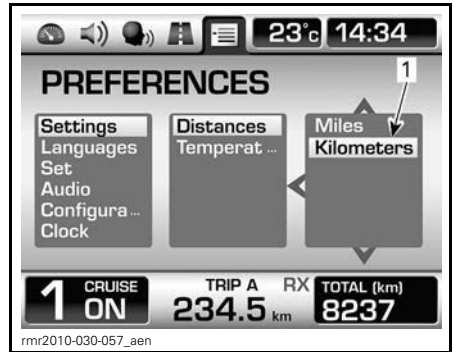 23°c 14:34
1
PREFERENCES
Settings
Languages
Set
Audio
Configura ...
Clock
Distances
Temperat ...
Miles
Kilometers
1 CRUISE ON
TRIP A RX
234.5 km
TOTAL (km)
8237
rmr2010-030-057_aen